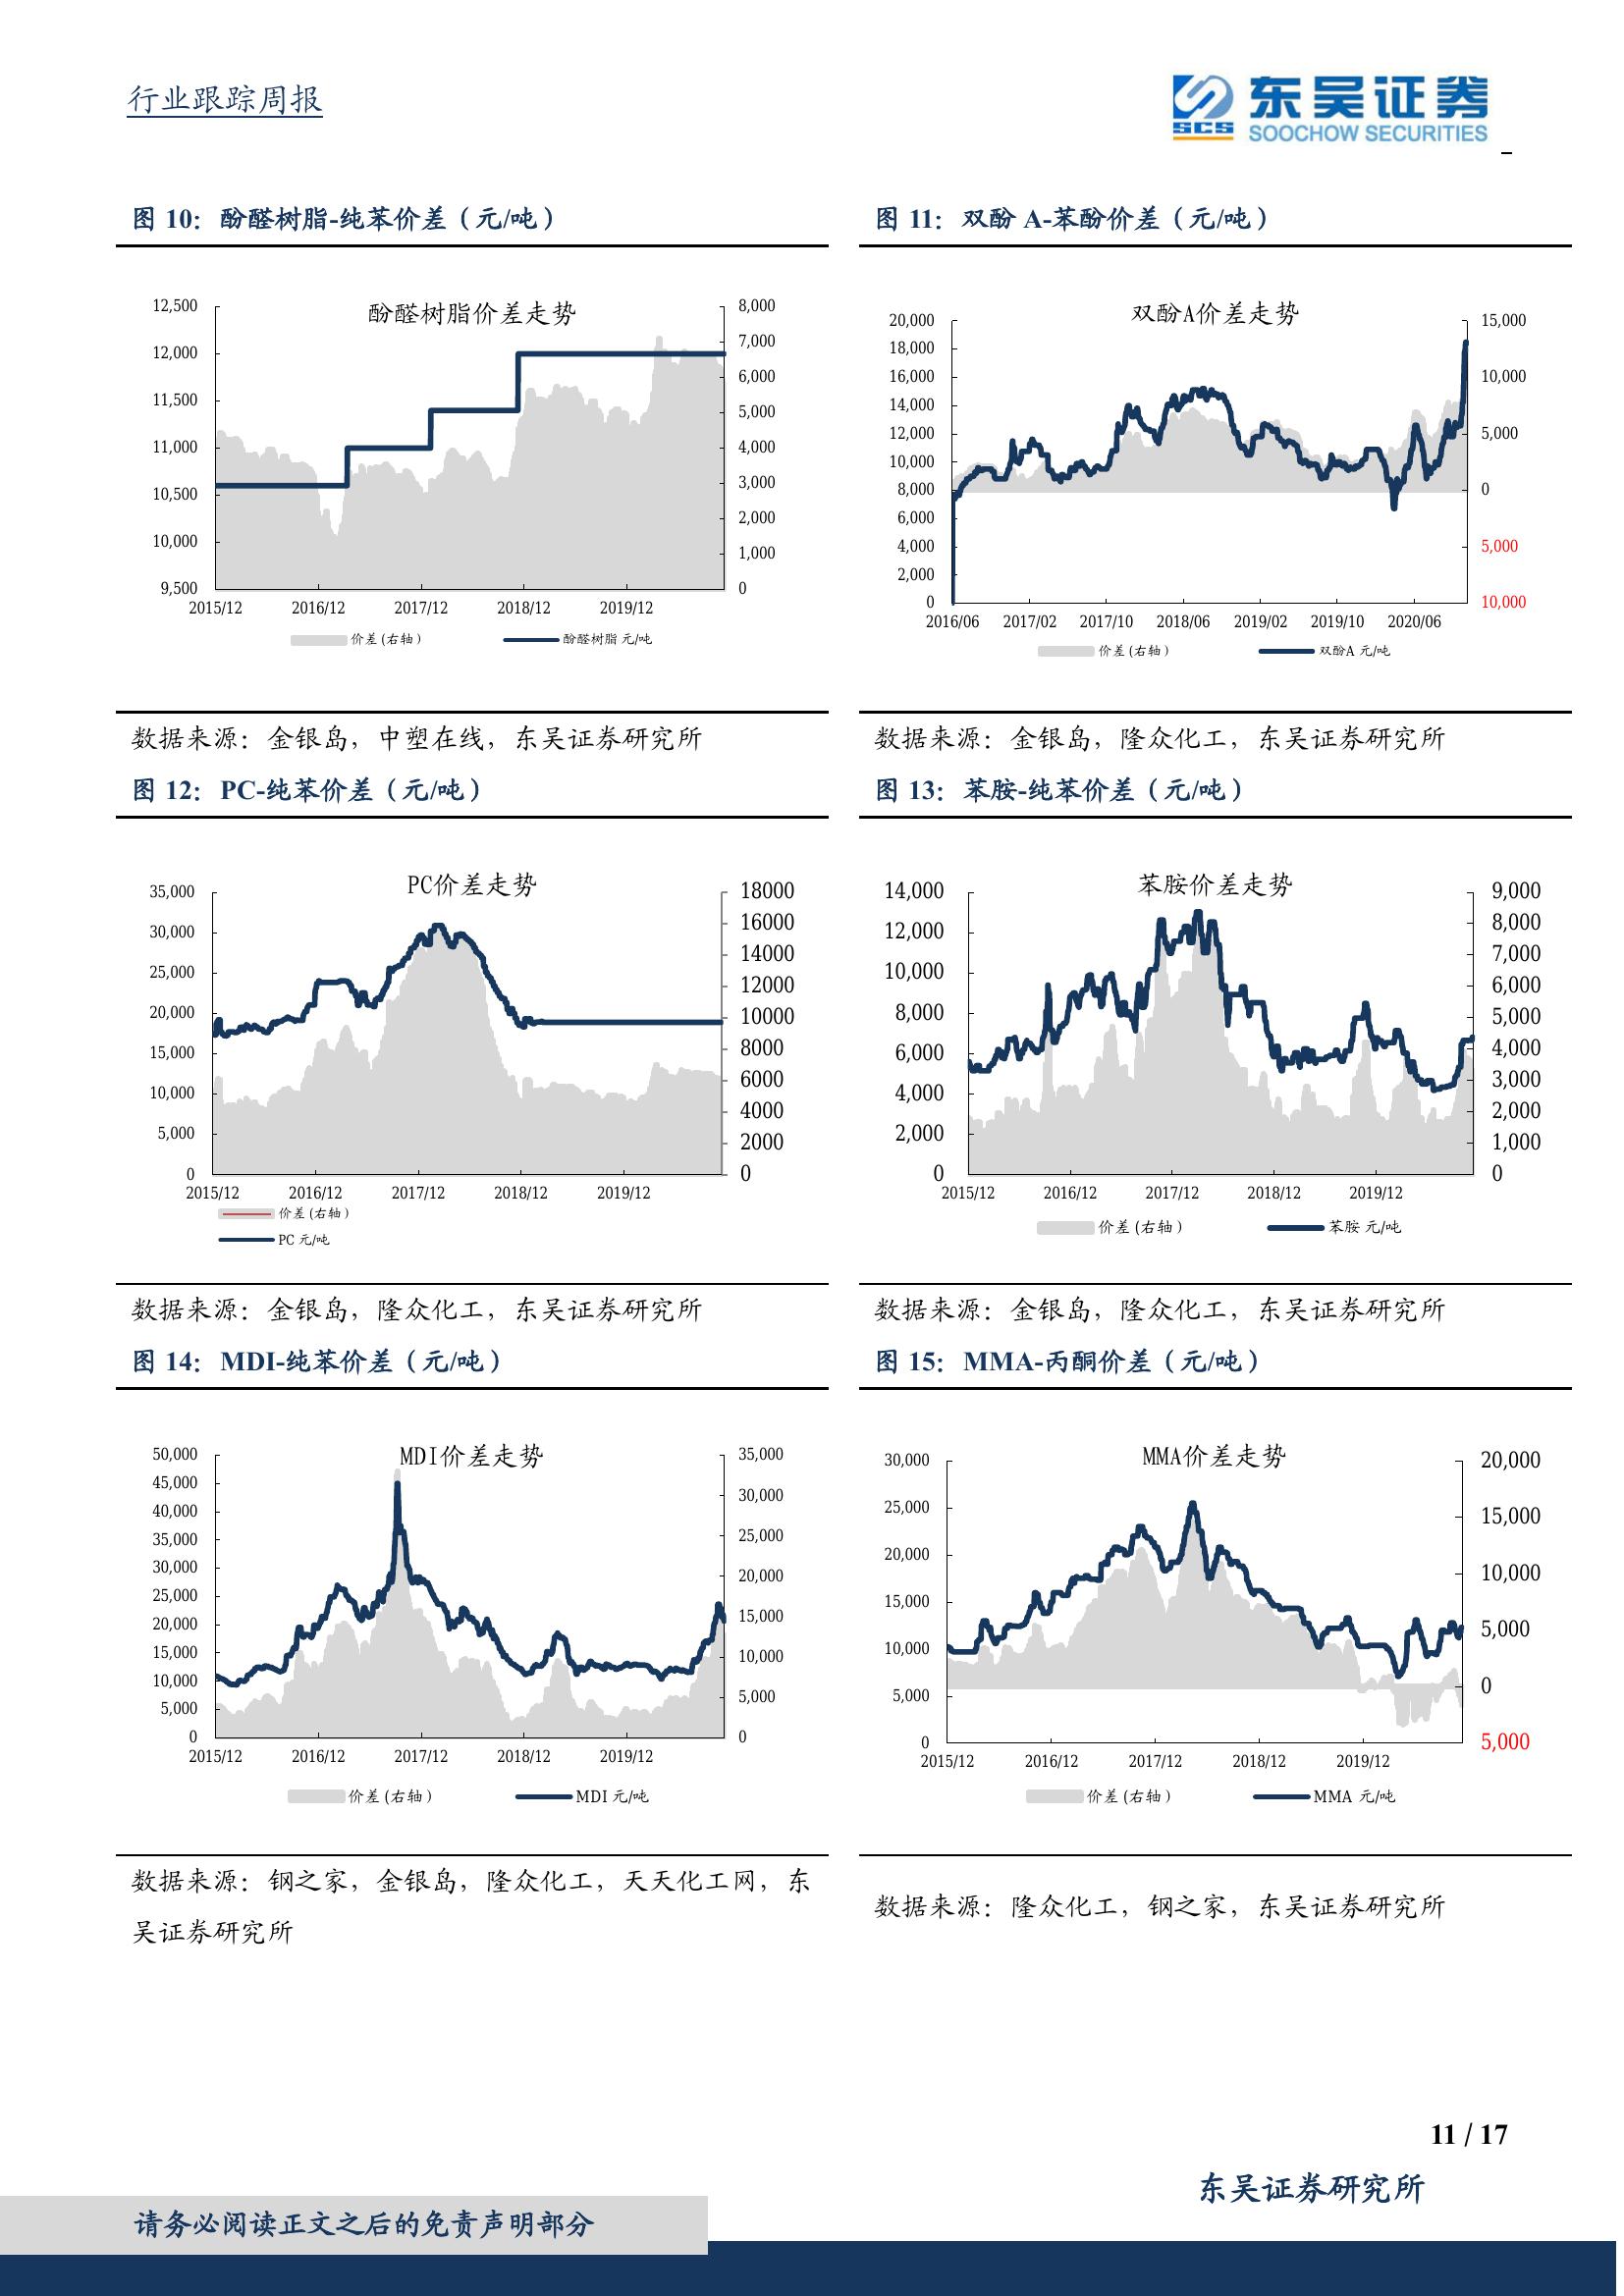 行业跟踪周报
东吴证券
SCS
SOOCHOW SECURITIES
图 10： 酚醛树脂-纯苯价差（元/吨）
酚醛树脂价差走势
12,500
12,000
11,500
11,000
10,500
10,000
9,500
8,000
7,000
6,000
5,000
4,000
3,000
2,000
1,000
0
2015/12 2016/12 2017/12 2018/12 2019/12
价差(右轴) 酚醛树脂 元/吨
数据来源：金银岛，中塑在线，东吴证券研究所
图 11： 双酚 A-苯酚价差（元/吨）
双酚A价差走势
20,000
18,000
16,000
14,000
12,000
10,000
8,000
6,000
4,000
2,000
0
15,000
10,000
5,000
0
5,000
10,000
2016/06 2017/02 2017/10 2018/06 2019/02 2019/10 2020/06
价差(右轴) 双酚A 元/吨
数据来源：金银岛，隆众化工，东吴证券研究所
图 12： PC-纯苯价差（元/吨）
PC价差走势
35,000
30,000
25,000
20,000
15,000
10,000
5,000
0
18000
16000
14000
12000
10000
8000
6000
4000
2000
0
2015/12 2016/12 2017/12 2018/12 2019/12
价差(右轴)
PC 元/吨
数据来源：金银岛，隆众化工，东吴证券研究所
图 13： 苯胺-纯苯价差（元/吨）
苯胺价差走势
14,000
12,000
10,000
8,000
6,000
4,000
2,000
0
9,000
8,000
7,000
6,000
5,000
4,000
3,000
2,000
1,000
0
2015/12 2016/12 2017/12 2018/12 2019/12
价差(右轴) 苯胺 元/吨
数据来源：金银岛，隆众化工，东吴证券研究所
图 14： MDI-纯苯价差（元/吨）
MDI价差走势
50,000
45,000
40,000
35,000
30,000
25,000
20,000
15,000
10,000
5,000
0
35,000
30,000
25,000
20,000
15,000
10,000
5,000
0
2015/12 2016/12 2017/12 2018/12 2019/12
价差(右轴) MDI 元/吨
数据来源：钢之家，金银岛，隆众化工，天天化工网，东
吴证券研究所
图 15： MMA-丙酮价差（元/吨）
MMA价差走势
30,000
25,000
20,000
15,000
10,000
5,000
0
20,000
15,000
10,000
5,000
0
5,000
2015/12 2016/12 2017/12 2018/12 2019/12
价差(右轴) MMA 元/吨
数据来源：隆众化工，钢之家，东吴证券研究所
11 / 17
东吴证券研究所
请务必阅读正文之后的免责声明部分